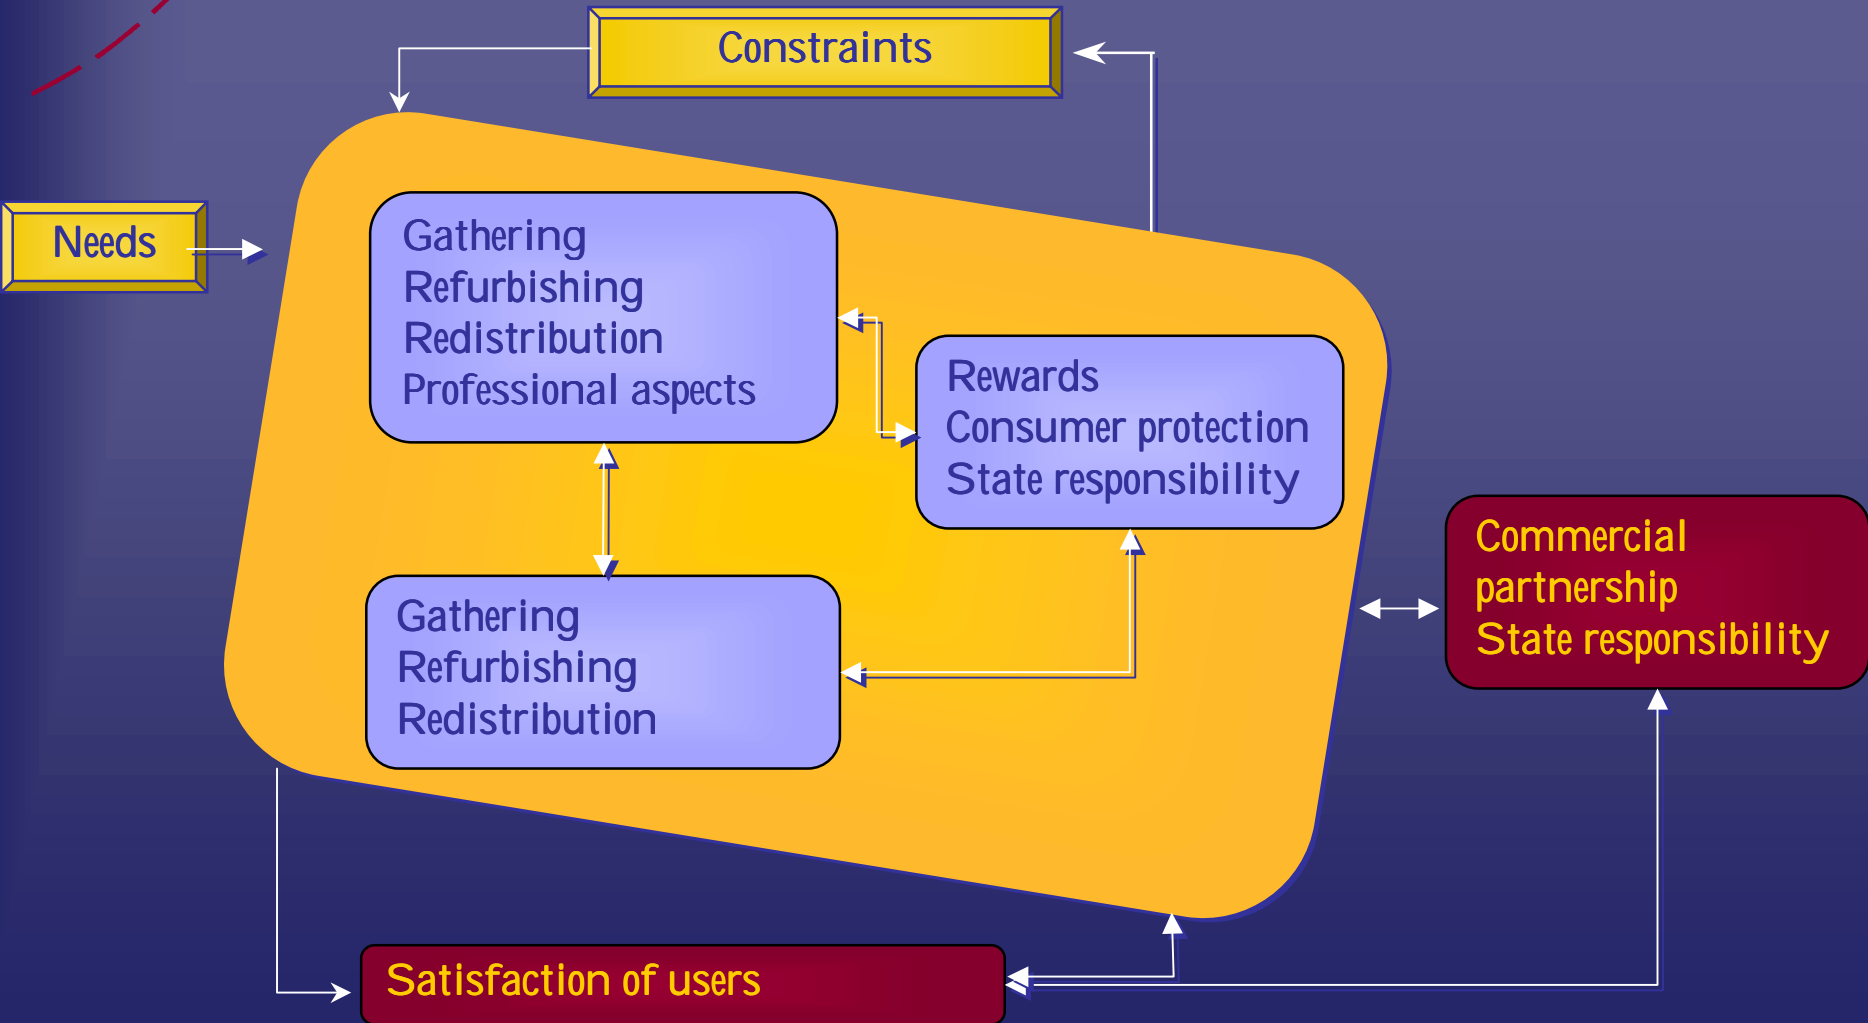 Constraints
Needs
Gathering
Refurbishing
Redistribution
Professional aspects
Rewards
Consumer protection
State responsibility
Gathering
Refurbishing
Redistribution
Commercial
partnership
State responsibility
Satisfaction of users